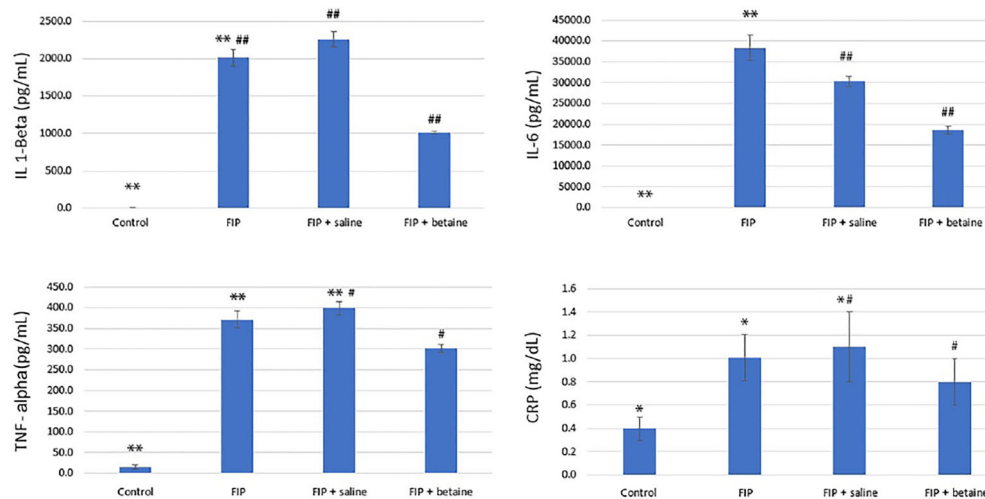 IL 1-Beta (pg/mL)
2500.0
2000.0
1500.0
1000.0
500.0
0.0
**
** ##
##
##
Control
FIP
FIP + saline
FIP + betaine
IL-6 (pg/mL)
45000.0
40000.0
35000.0
30000.0
25000.0
20000.0
15000.0
10000.0
5000.0
0.0
**
**
##
##
Control
FIP
FIP + saline
FIP + betaine
TNF- alpha(pg/mL)
450.0
400.0
350.0
300.0
250.0
200.0
150.0
100.0
50.0
0.0
**
**
** #
#
Control
FIP
FIP + saline
FIP + betaine
CRP (mg/dL)
1.6
1.4
1.2
1.0
0.8
0.6
0.4
0.2
0.0
*
*
*#
#
Control
FIP
FIP + saline
FIP + betaine